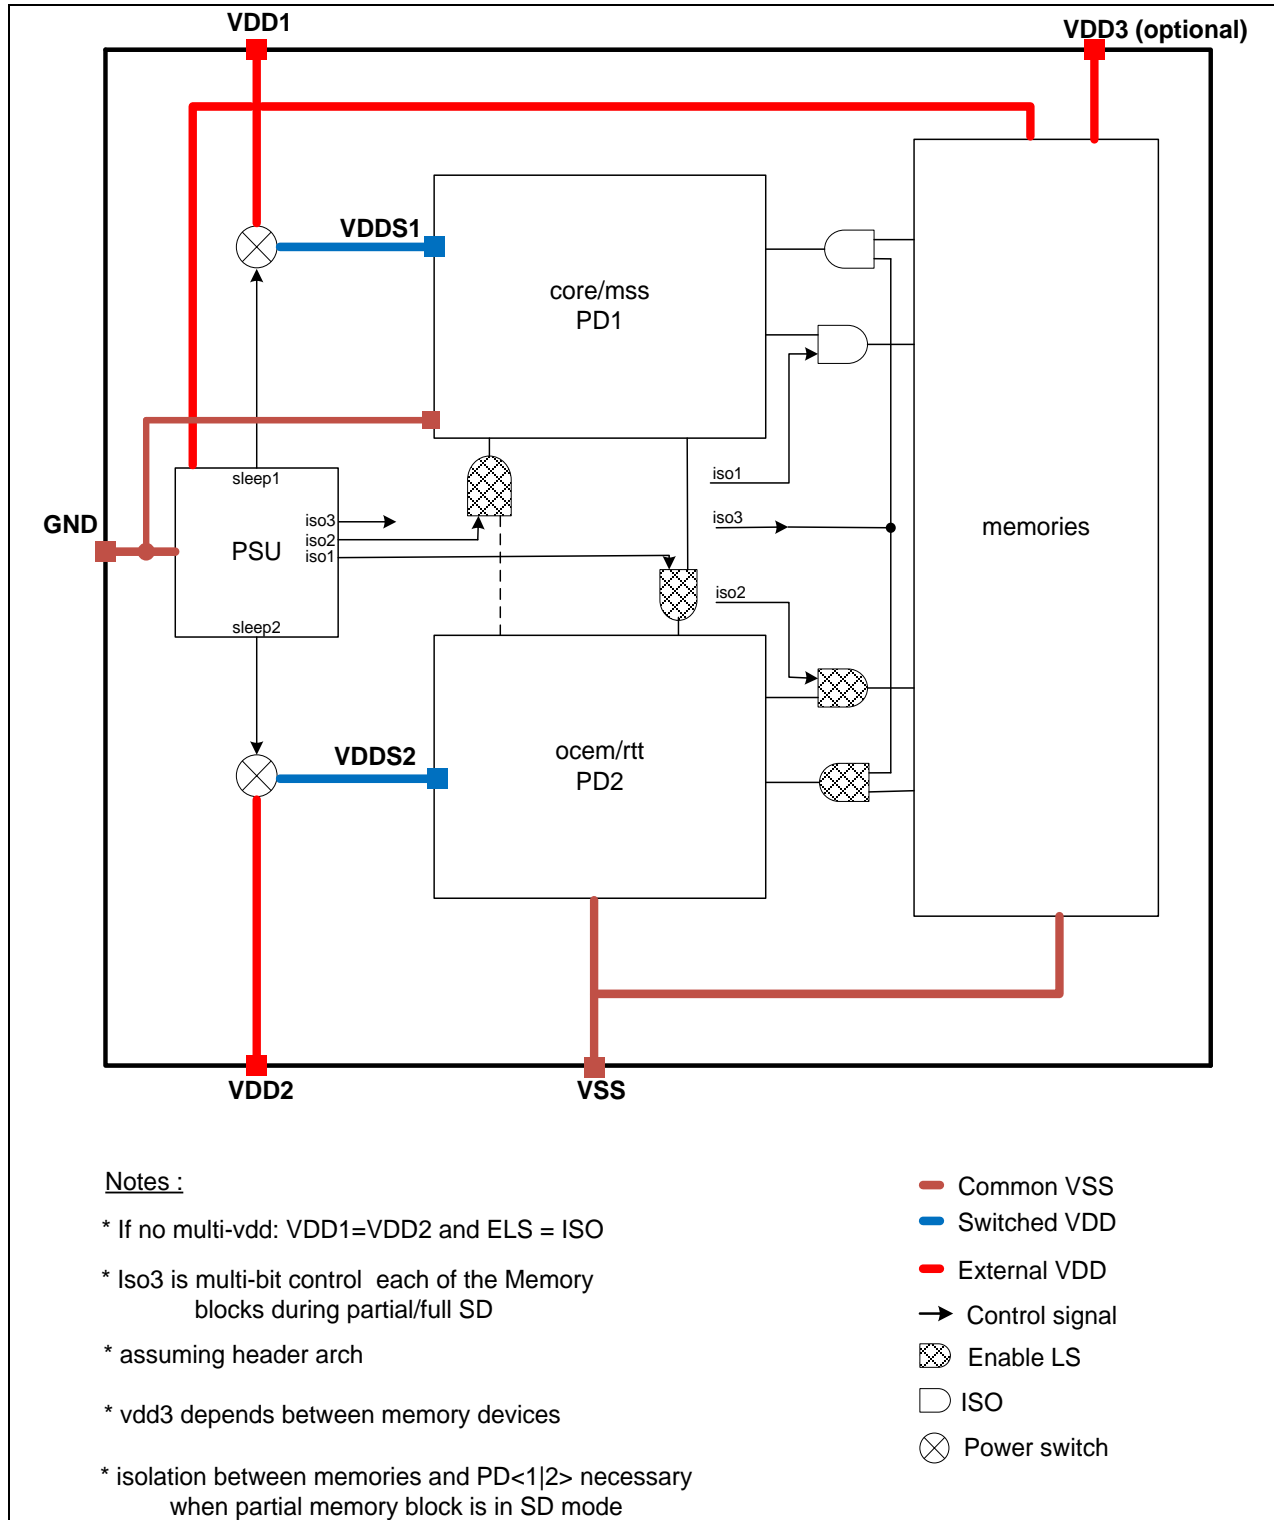 VDD1
VDD3 (optional)
VDDS1
core/mss
PD1
sleep1
iso1
iso3
GND
iso3
iso2
iso1
PSU
memories
iso2
sleep2
VDDS2
ocem/rtt
PD2
VDD2
VSS
Notes :
* If no multi-vdd: VDD1=VDD2 and ELS = ISO
* Iso3 is multi-bit control each of the Memory
blocks during partial/full SD
* assuming header arch
* vdd3 depends between memory devices
* isolation between memories and PD<1|2> necessary
when partial memory block is in SD mode
Common VSS
Switched VDD
External VDD
Control signal
Enable LS
ISO
Power switch